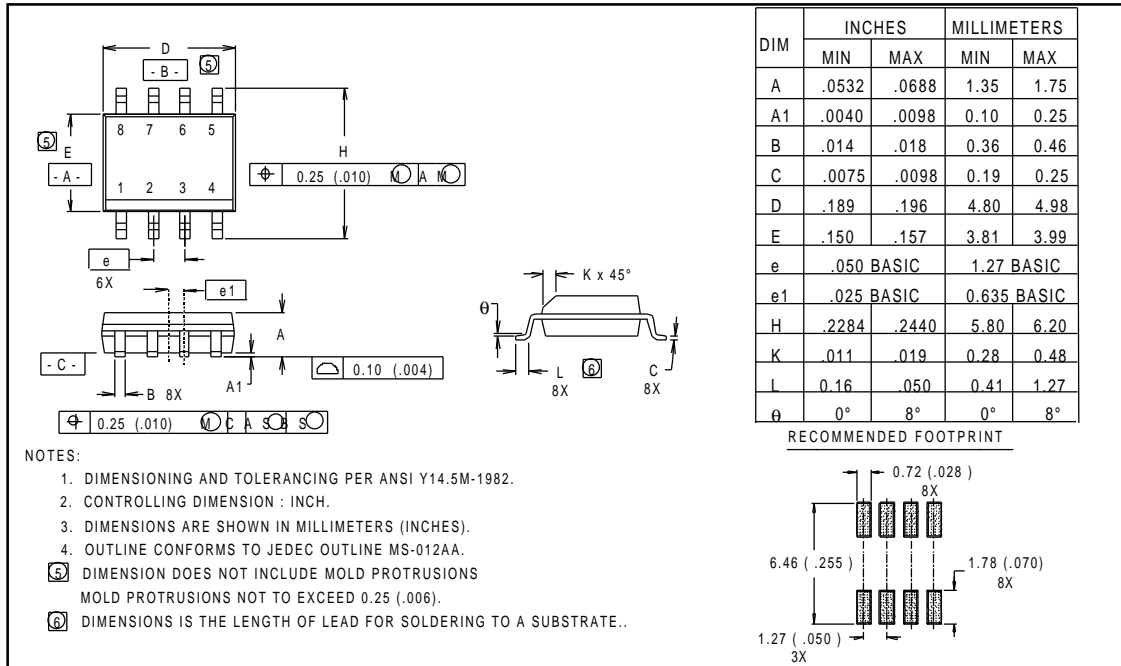 D
- B - 5
8 7 6 5
5
E
- A -
H
0.25 (.010) M A M
1 2 3 4
e
6X
e1
A
- C -
A1
B 8X
0.10 (.004)
0.25 (.010) M C A S B S
K x 45°
θ
L
8X
6
C
8X
DIM INCHES MILLIMETERS
MIN MAX MIN MAX
A .0532 .0688 1.35 1.75
A1 .0040 .0098 0.10 0.25
B .014 .018 0.36 0.46
C .0075 .0098 0.19 0.25
D .189 .196 4.80 4.98
E .150 .157 3.81 3.99
e .050 BASIC 1.27 BASIC
e1 .025 BASIC 0.635 BASIC
H .2284 .2440 5.80 6.20
K .011 .019 0.28 0.48
L 0.16 .050 0.41 1.27
θ 0° 8° 0° 8°
RECOMMENDED FOOTPRINT
0.72 (.028 )
8X
6.46 ( .255 )
1.78 (.070)
8X
1.27 ( .050 )
3X
NOTES:
1. DIMENSIONING AND TOLERANCING PER ANSI Y14.5M-1982.
2. CONTROLLING DIMENSION : INCH.
3. DIMENSIONS ARE SHOWN IN MILLIMETERS (INCHES).
4. OUTLINE CONFORMS TO JEDEC OUTLINE MS-012AA.
5 DIMENSION DOES NOT INCLUDE MOLD PROTRUSIONS
MOLD PROTRUSIONS NOT TO EXCEED 0.25 (.006).
6 DIMENSIONS IS THE LENGTH OF LEAD FOR SOLDERING TO A SUBSTRATE..